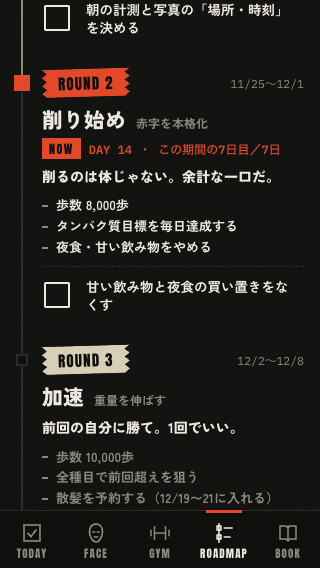 朝の計測と写真の「場所・時刻」
を決める
ROUND 2
11/25〜12/1
削り始め 赤字を本格化
NOW DAY 14 ・ この期間の7日目／7日
削るのは体じゃない。余計な一口だ。
– 歩数 8,000歩
– タンパク質目標を毎日達成する
– 夜食・甘い飲み物をやめる
甘い飲み物と夜食の買い置きをな
くす
ROUND 3
12/2〜12/8
加速 重量を伸ばす
前回の自分に勝て。1回でいい。
– 歩数 10,000歩
– 全種目で前回超えを狙う
– 散髪を予約する（12/19〜21に入れる）
TODAY FACE GYM ROADMAP BOOK